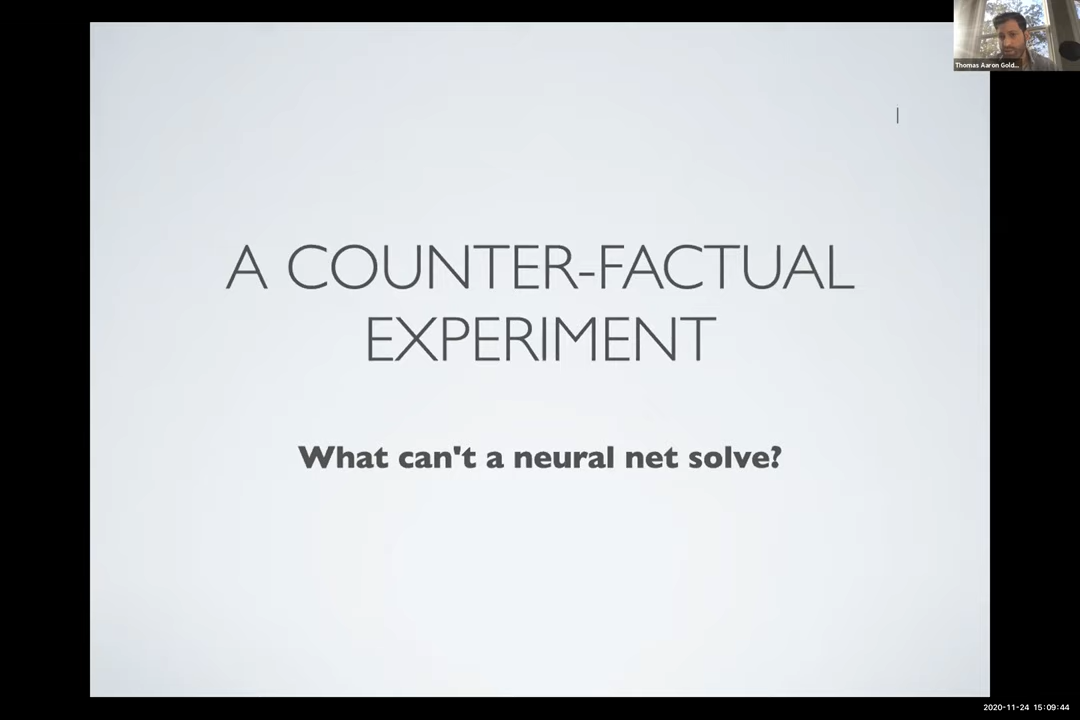 Thomas Aaron Gold...
A COUNTER-FACTUAL
EXPERIMENT
What can't a neural net solve?
2020-11-24 15:09:44